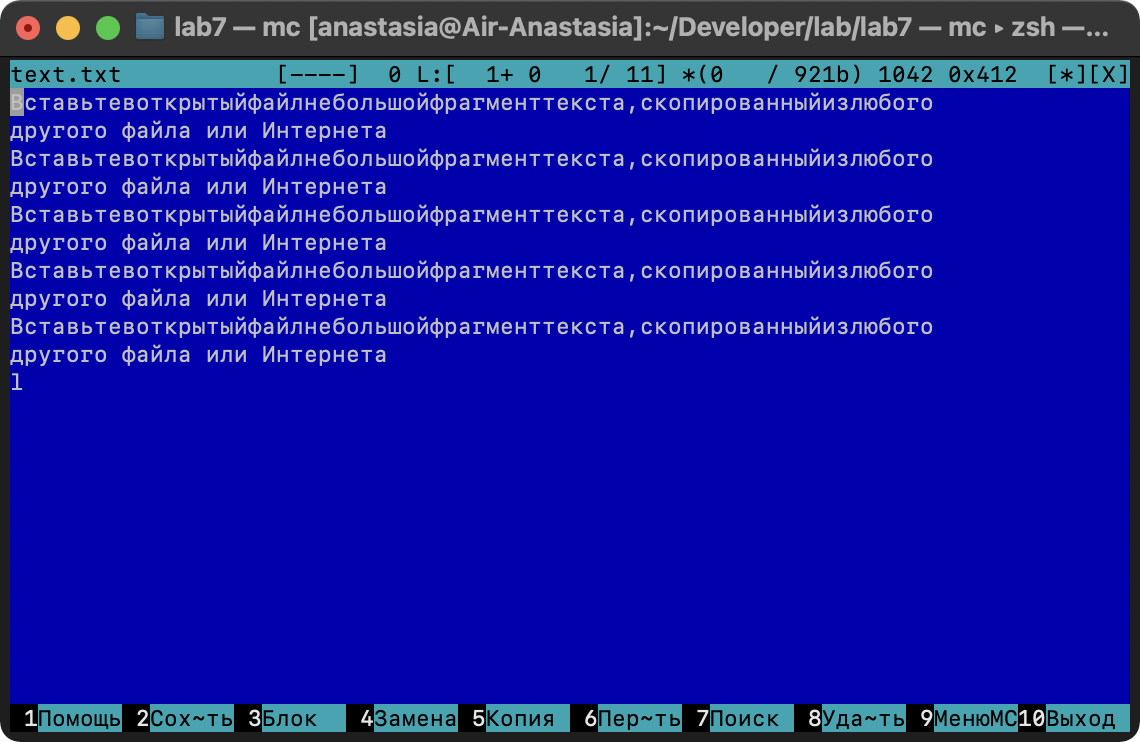 lab7 — mc [anastasia@Air-Anastasia]:~/Developer/lab/lab7 — mc ▸ zsh —...
text.txt [----] 0 L:[ 1+ 0 1/ 11] *(0 / 921b) 1042 0x412 [*][X]
Вставьтевоткрытыйфайлнебольшойфрагменттекста,скопированныйизлюбого
другого файла или Интернета
Вставьтевоткрытыйфайлнебольшойфрагменттекста,скопированныйизлюбого
другого файла или Интернета
Вставьтевоткрытыйфайлнебольшойфрагменттекста,скопированныйизлюбого
другого файла или Интернета
Вставьтевоткрытыйфайлнебольшойфрагменттекста,скопированныйизлюбого
другого файла или Интернета
Вставьтевоткрытыйфайлнебольшойфрагменттекста,скопированныйизлюбого
другого файла или Интернета
l
1Помощь 2Сох~ть 3Блок 4Замена 5Копия 6Пер~ть 7Поиск 8Уда~ть 9МенюMC10Выход